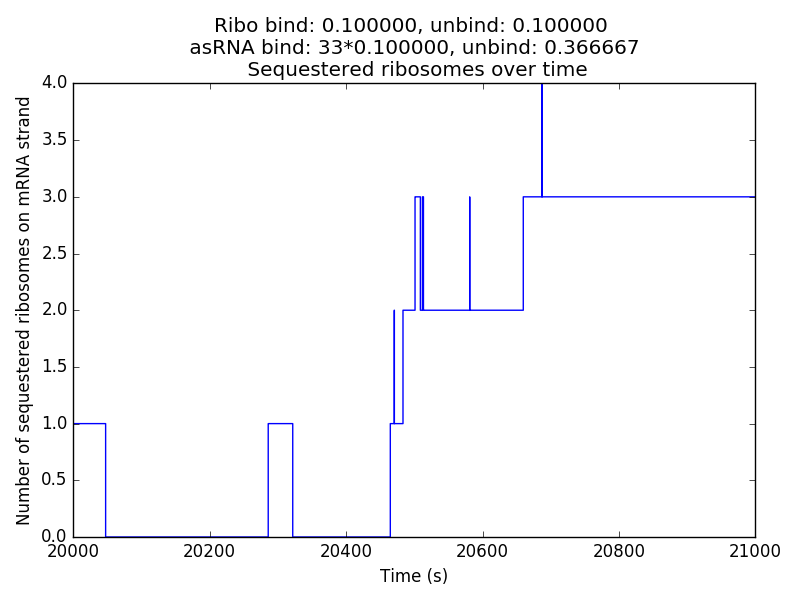 Ribo bind: 0.100000, unbind: 0.100000
asRNA bind: 33*0.100000, unbind: 0.366667
Sequestered ribosomes over time
Number of sequestered ribosomes on mRNA strand
4.0
3.5
3.0
2.5
2.0
1.5
1.0
0.5
0.0
20000 20200 20400 20600 20800 21000
Time (s)